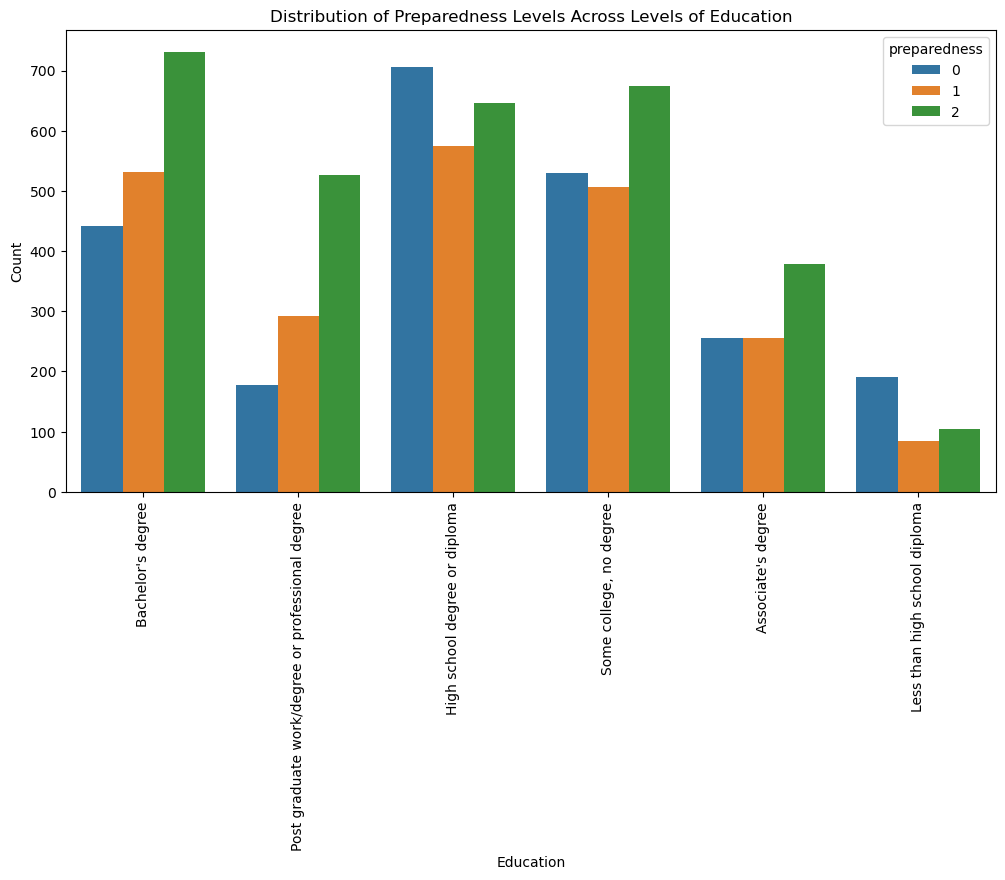 Distribution of Preparedness Levels Across Levels of Education
preparedness
0
1
2
700
600
500
400
300
200
100
0
Count
Bachelor's degree
Post graduate work/degree or professional degree
High school degree or diploma
Some college, no degree
Associate's degree
Less than high school diploma
Education